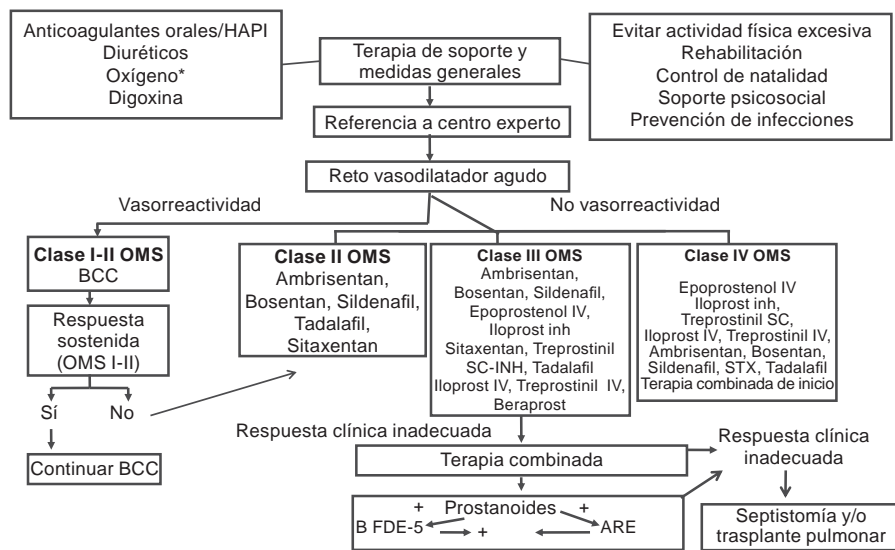 Anticoagulantes orales/HAPI
Diuréticos
Oxígeno*
Digoxina
Terapia de soporte y
medidas generales
Evitar actividad física excesiva
Rehabilitación
Control de natalidad
Soporte psicosocial
Prevención de infecciones
Referencia a centro experto
Reto vasodilatador agudo
Vasorreactividad
No vasorreactividad
Clase I-II OMS
BCC
Respuesta
sostenida
(OMS I-II)
Sí
No
Continuar BCC
Clase II OMS
Ambrisentan,
Bosentan, Sildenafil,
Tadalafil,
Sitaxentan
Clase III OMS
Ambrisentan,
Bosentan, Sildenafil,
Epoprostenol IV,
Iloprost inh
Sitaxentan, Treprostinil
SC-INH, Tadalafil
Iloprost IV, Treprostinil IV,
Beraprost
Clase IV OMS
Epoprostenol IV
Iloprost inh,
Treprostinil SC,
Iloprost IV, Treprostinil IV,
Ambrisentan, Bosentan,
Sildenafil, STX, Tadalafil
Terapia combinada de inicio
Respuesta clínica inadecuada
Terapia combinada
Respuesta clínica
inadecuada
+ Prostanoides +
B FDE-5 + ARE
Septistomía y/o
trasplante pulmonar